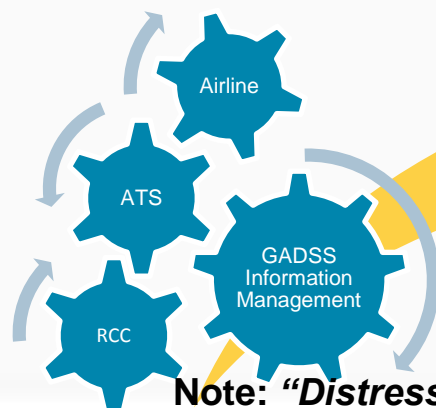 Airline
ATS
GADSS
Information
Management
RCC
Note: “Distress